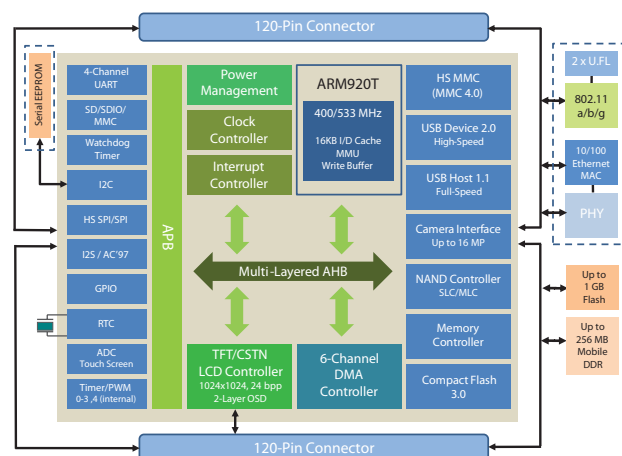 120-Pin Connector
Serial EEPROM
4-Channel
UART
SD/SDIO/
MMC
Watchdog
Timer
I2C
HS SPI/SPI
I2S / AC'97
GPIO
RTC
ADC
Touch Screen
Timer/PWM
0-3 ,4 (internal)
APB
Power
Management
Clock
Controller
Interrupt
Controller
ARM920T
400/533 MHz
16KB I/D Cache
MMU
Write Buffer
Multi-Layered AHB
TFT/CSTN
LCD Controller
1024x1024, 24 bpp
2-Layer OSD
6-Channel
DMA
Controller
HS MMC
(MMC 4.0)
USB Device 2.0
High-Speed
USB Host 1.1
Full-Speed
Camera Interface
Up to 16 MP
NAND Controller
SLC/MLC
Memory
Controller
Compact Flash
3.0
2 x U.FL
802.11
a/b/g
10/100
Ethernet
MAC
PHY
Up to
1 GB
Flash
Up to
256 MB
Mobile
DDR
120-Pin Connector